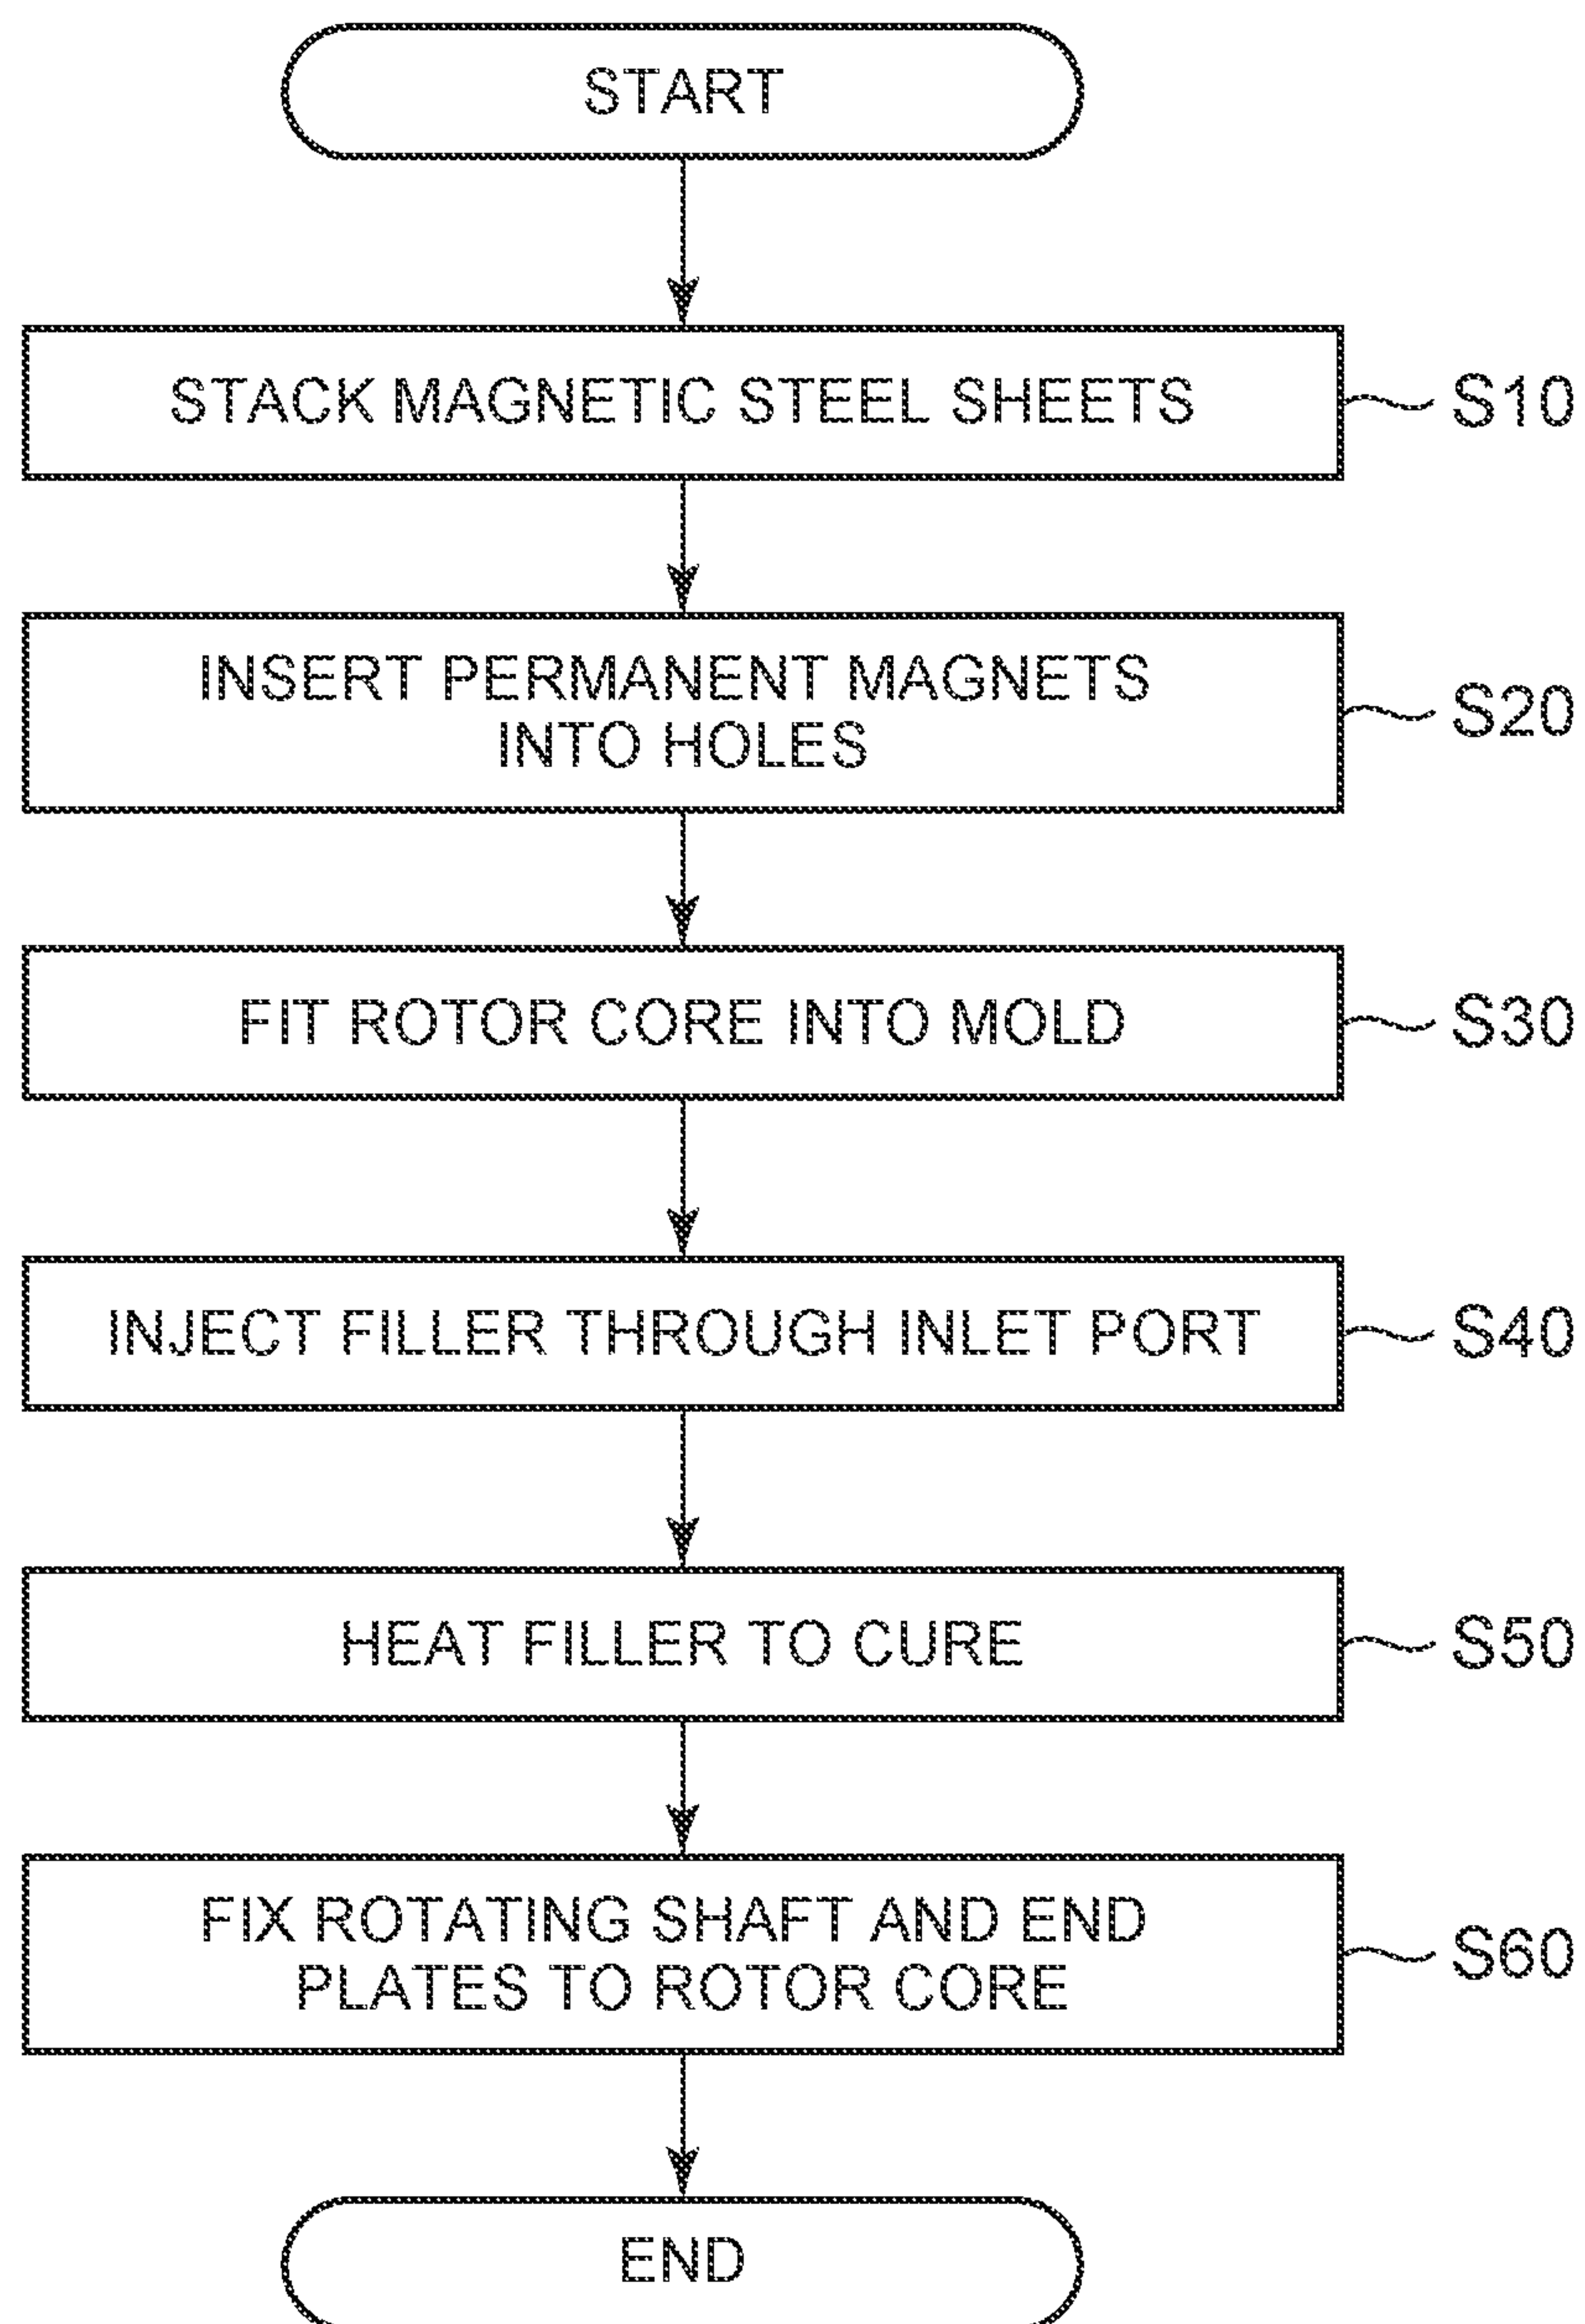 START
STACK MAGNETIC STEEL SHEETS
S10
INSERT PERMANENT MAGNETS
INTO HOLES
S20
FIT ROTOR CORE INTO MOLD
S30
INJECT FILLER THROUGH INLET PORT
S40
HEAT FILLER TO CURE
S50
FIX ROTATING SHAFT AND END
PLATES TO ROTOR CORE
S60
END